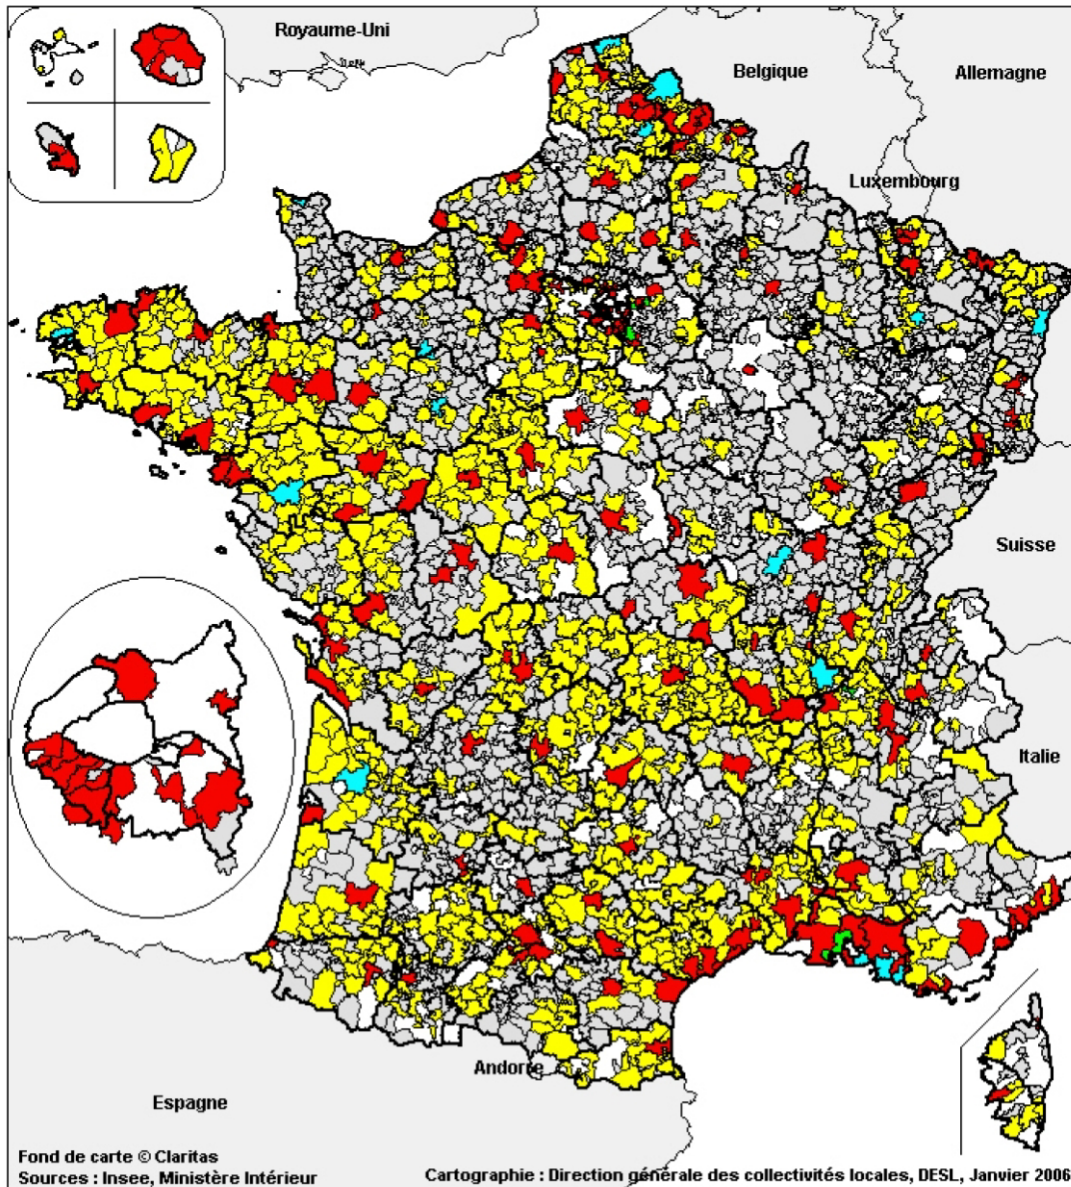 Royaume-Uni
Belgique
Allemagne
Luxembourg
Suisse
Italie
Andorre
Espagne
Fond de carte © Claritas
Sources : Insee, Ministère Intérieur
Cartographie : Direction générale des collectivités locales, DESL, Janvier 2006